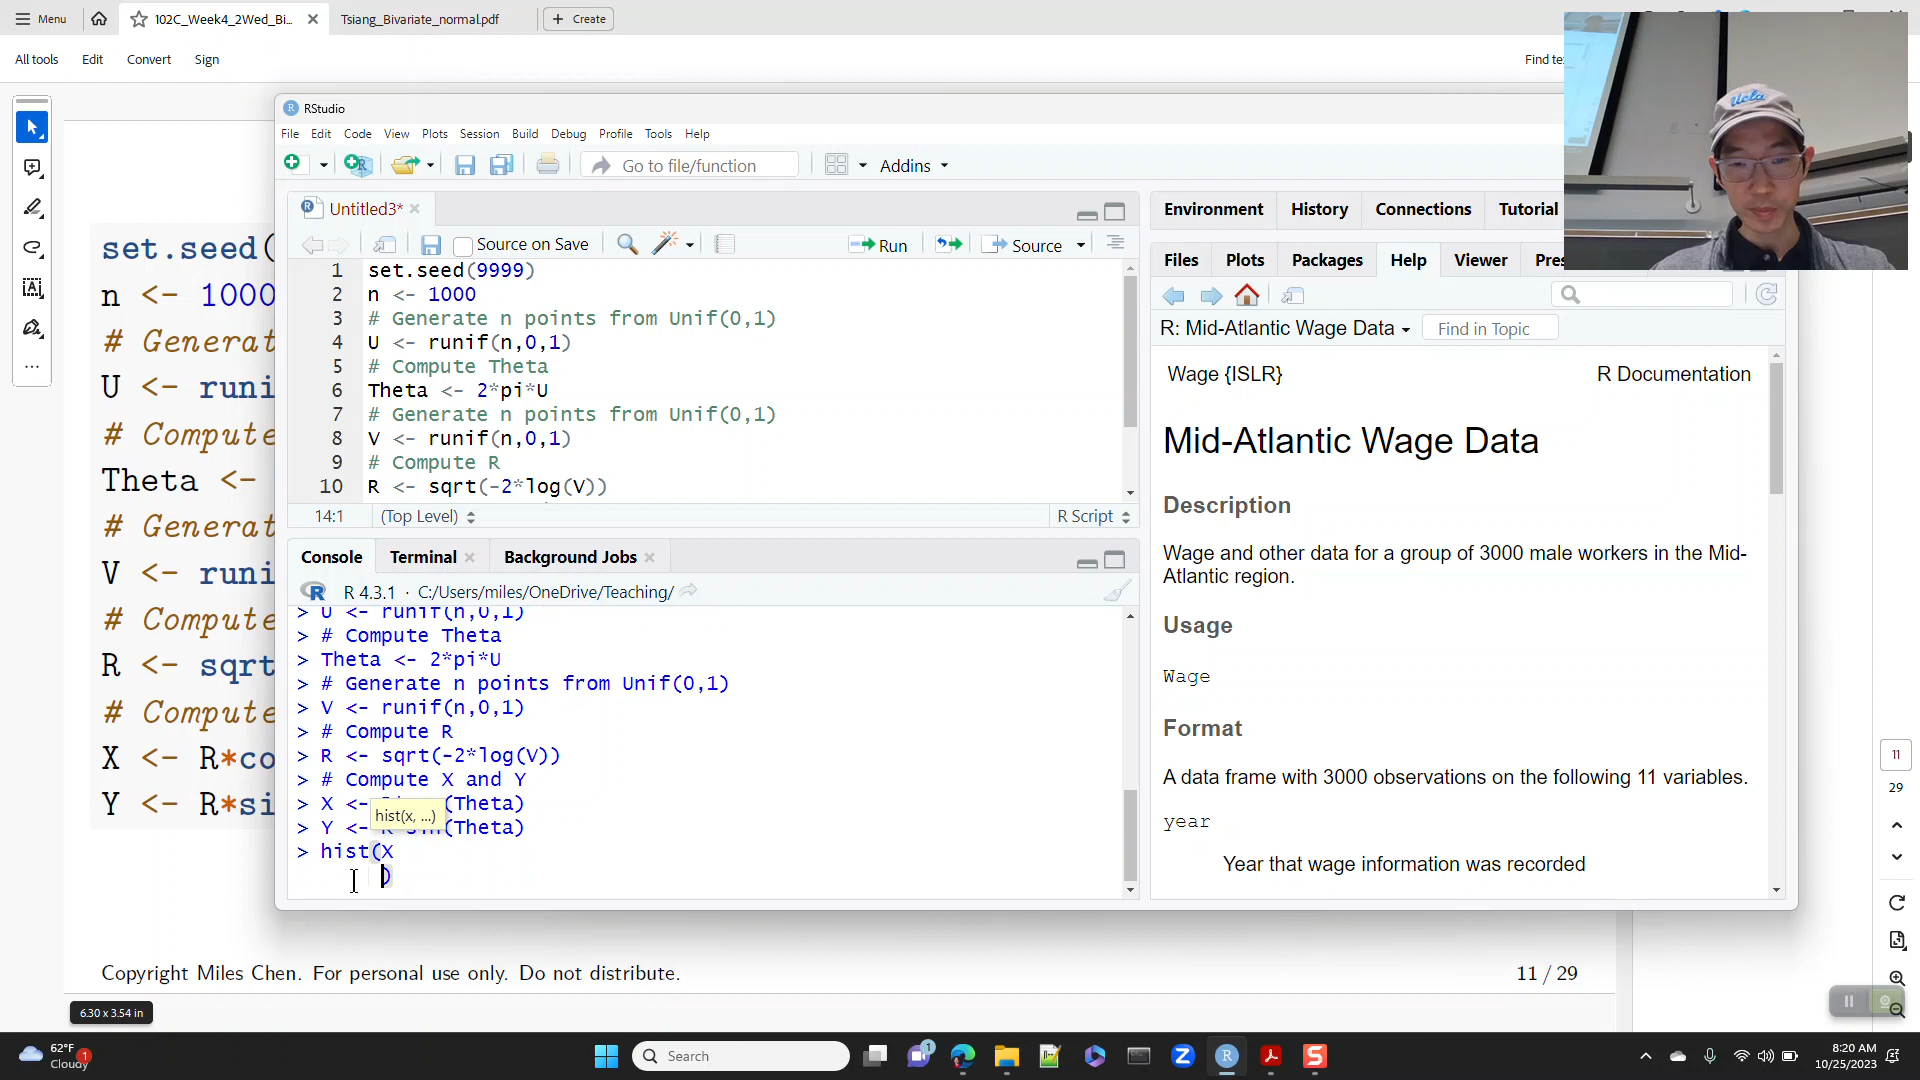 Menu
102C_Week4_2Wed_Bi...
Tsiang_Bivariate_normal.pdf
Create
All tools
Edit
Convert
Sign
Find te
RStudio
File Edit Code View Plots Session Build Debug Profile Tools Help
Go to file/function
Addins
Untitled3*
Source on Save
Run
Source
1 set.seed(9999)
2 n <- 1000
3 # Generate n points from Unif(0,1)
4 U <- runif(n,0,1)
5 # Compute Theta
6 Theta <- 2*pi*U
7 # Generate n points from Unif(0,1)
8 V <- runif(n,0,1)
9 # Compute R
10 R <- sqrt(-2*log(V))
14:1
(Top Level)
R Script
Console
Terminal
Background Jobs
R 4.3.1 · C:/Users/miles/OneDrive/Teaching/
> U <- runif(n,0,1)
> # Compute Theta
> Theta <- 2*pi*U
> # Generate n points from Unif(0,1)
> V <- runif(n,0,1)
> # Compute R
> R <- sqrt(-2*log(V))
> # Compute X and Y
> X <- (Theta)
> Y <- R*sin(Theta)
hist(x, ...)
> hist(X
)
Environment
History
Connections
Tutorial
Files
Plots
Packages
Help
Viewer
Pres
R: Mid-Atlantic Wage Data
Find in Topic
Wage {ISLR}
R Documentation
Mid-Atlantic Wage Data
Description
Wage and other data for a group of 3000 male workers in the Mid-
Atlantic region.
Usage
Wage
Format
A data frame with 3000 observations on the following 11 variables.
year
Year that wage information was recorded
set.seed(
n <- 1000
# Generat
U <- runi
# Compute
Theta <-
# Generat
V <- runi
# Compute
R <- sqrt
# Compute
X <- R*co
Y <- R*si
Copyright Miles Chen. For personal use only. Do not distribute.
11 / 29
6.30 x 3.54 in
11
29
Ucla
62°F
Cloudy
1
Search
1
8:20 AM
10/25/2023